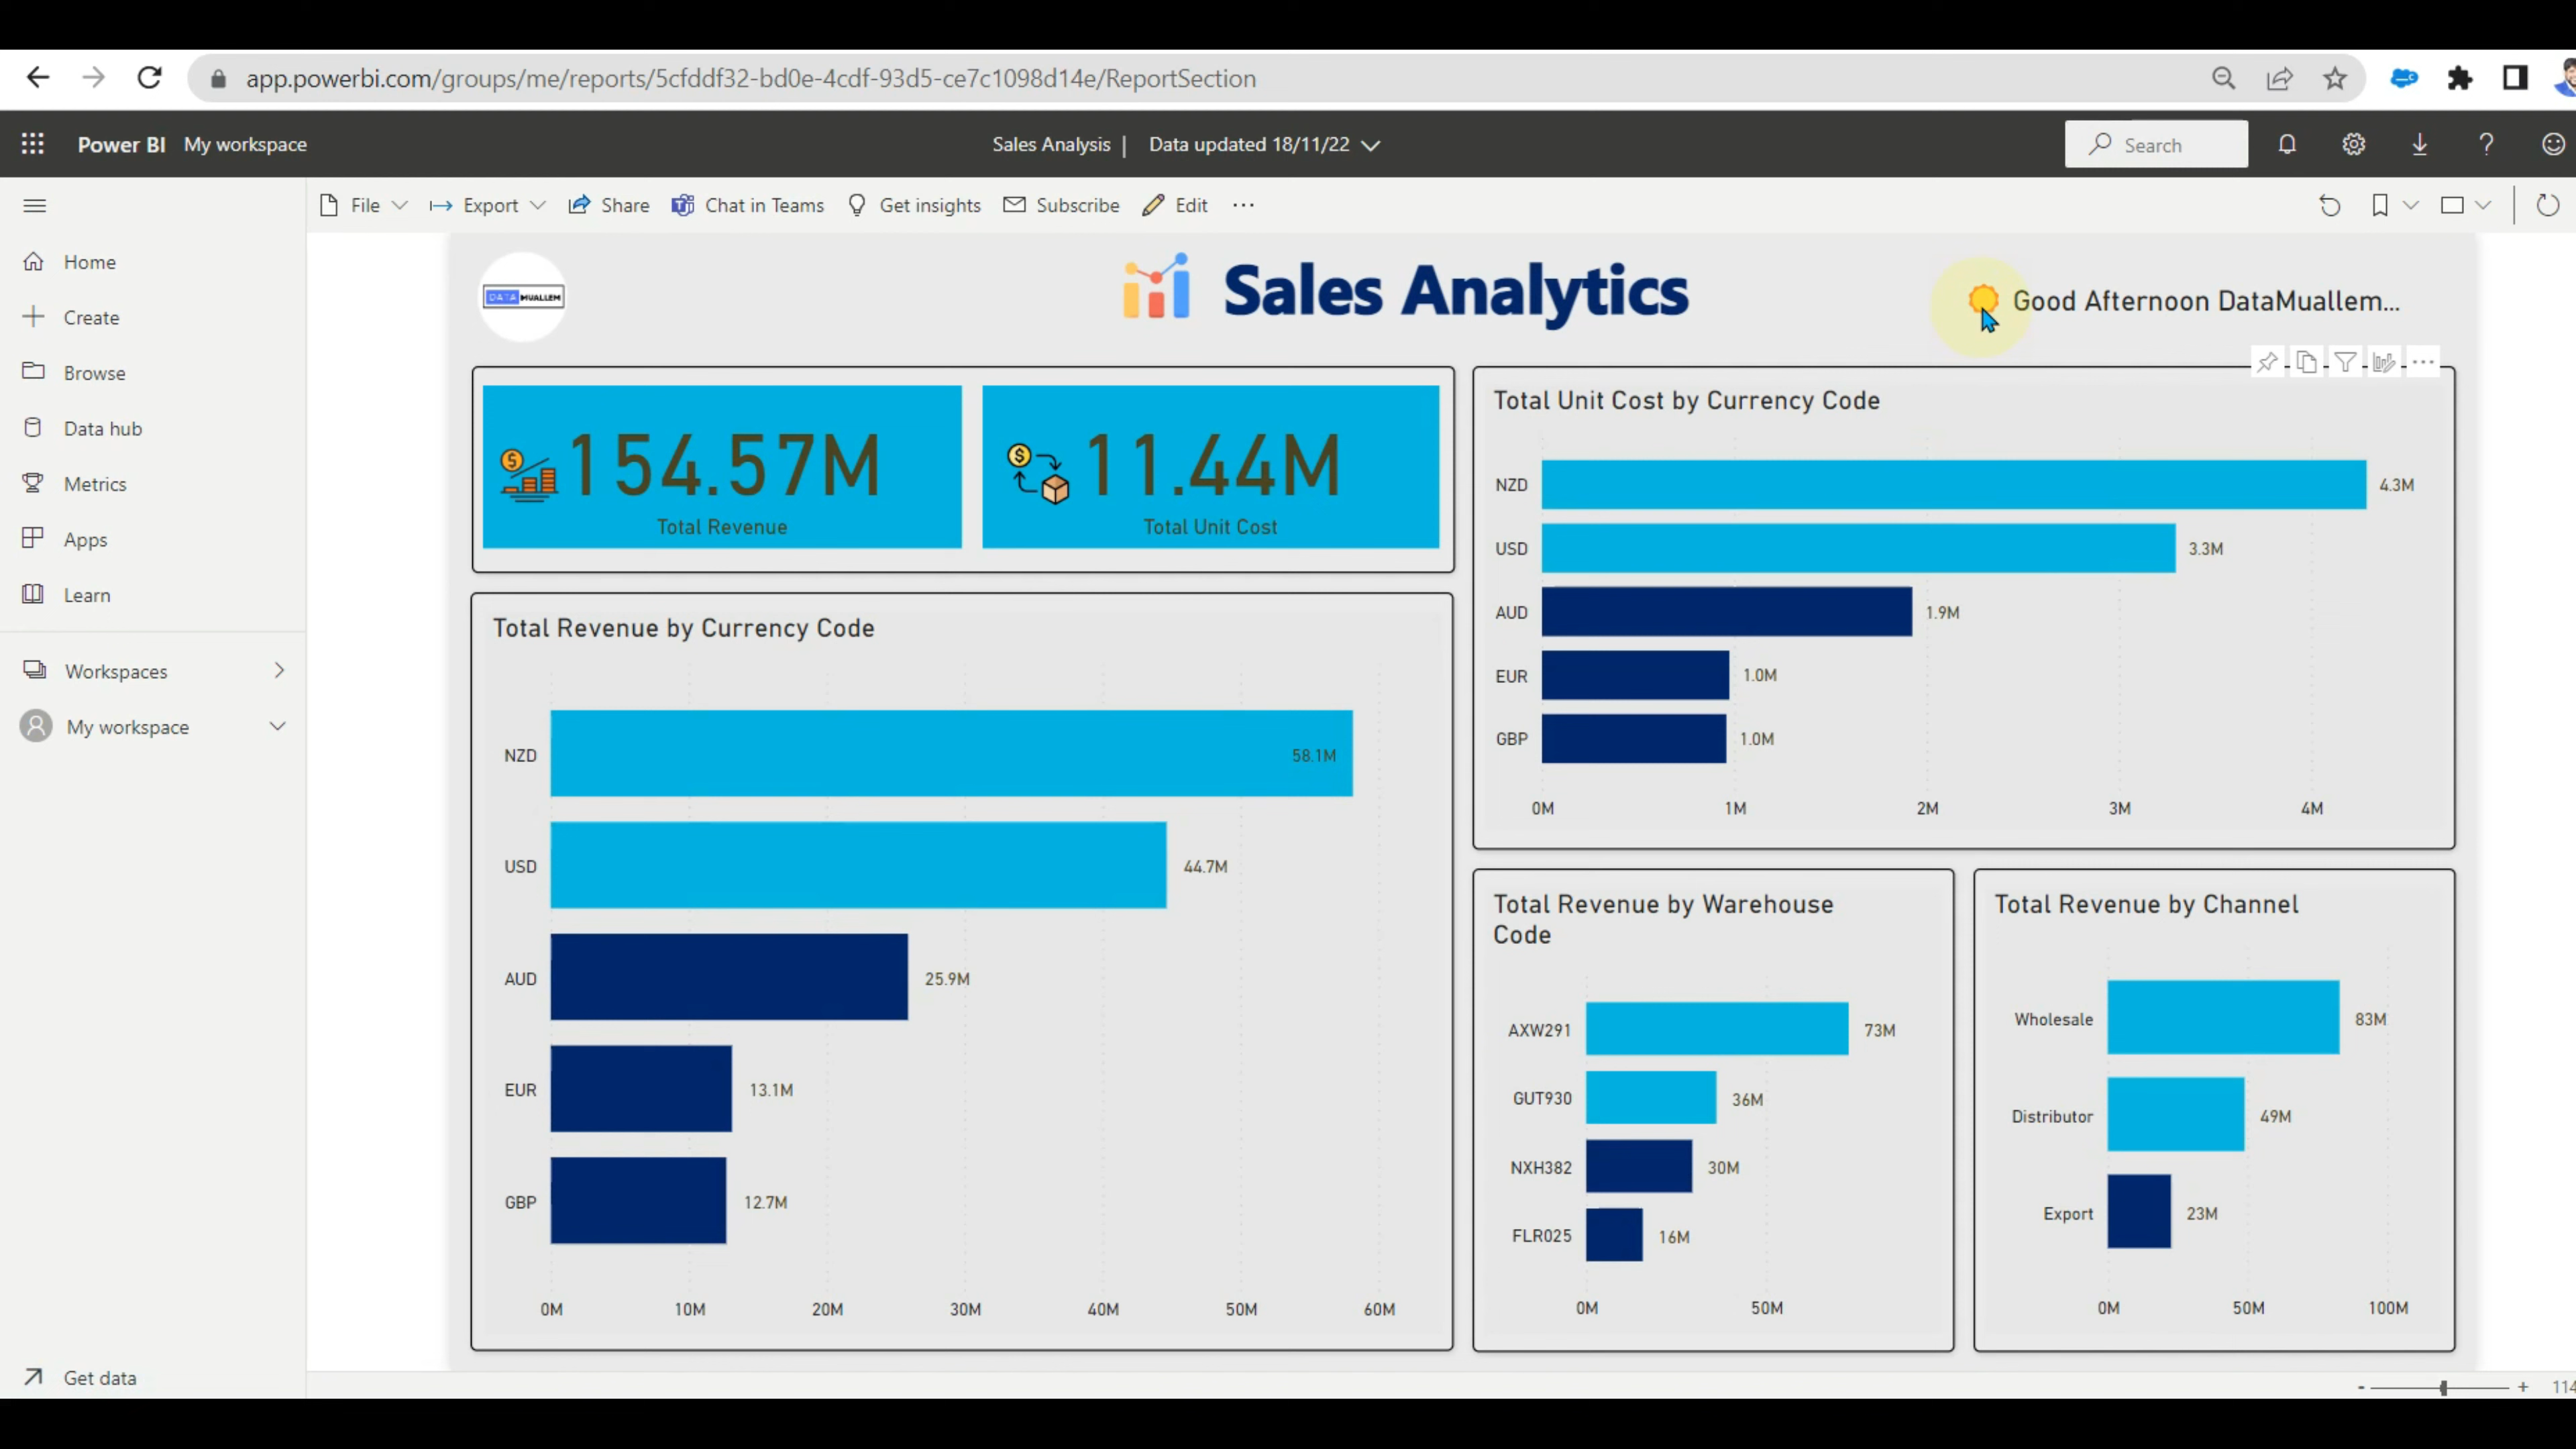 app.powerbi.com/groups/me/reports/5cfddf32-bd0e-4cdf-93d5-ce7c1098d14e/ReportSection
Power BI My workspace
Sales Analysis | Data updated 18/11/22
Search
File Export Share Chat in Teams Get insights Subscribe Edit
Home
Create
Browse
Data hub
Metrics
Apps
Learn
Workspaces
My workspace
Get data
DATA MUALLEM
Sales Analytics
Good Afternoon DataMuallem...
154.57M
Total Revenue
11.44M
Total Unit Cost
Total Unit Cost by Currency Code
NZD 4.3M
USD 3.3M
AUD 1.9M
EUR 1.0M
GBP 1.0M
0M 1M 2M 3M 4M
Total Revenue by Currency Code
NZD 58.1M
USD 44.7M
AUD 25.9M
EUR 13.1M
GBP 12.7M
0M 10M 20M 30M 40M 50M 60M
Total Revenue by Warehouse
Code
AXW291 73M
GUT930 36M
NXH382 30M
FLR025 16M
0M 50M
Total Revenue by Channel
Wholesale 83M
Distributor 49M
Export 23M
0M 50M 100M
- + 114